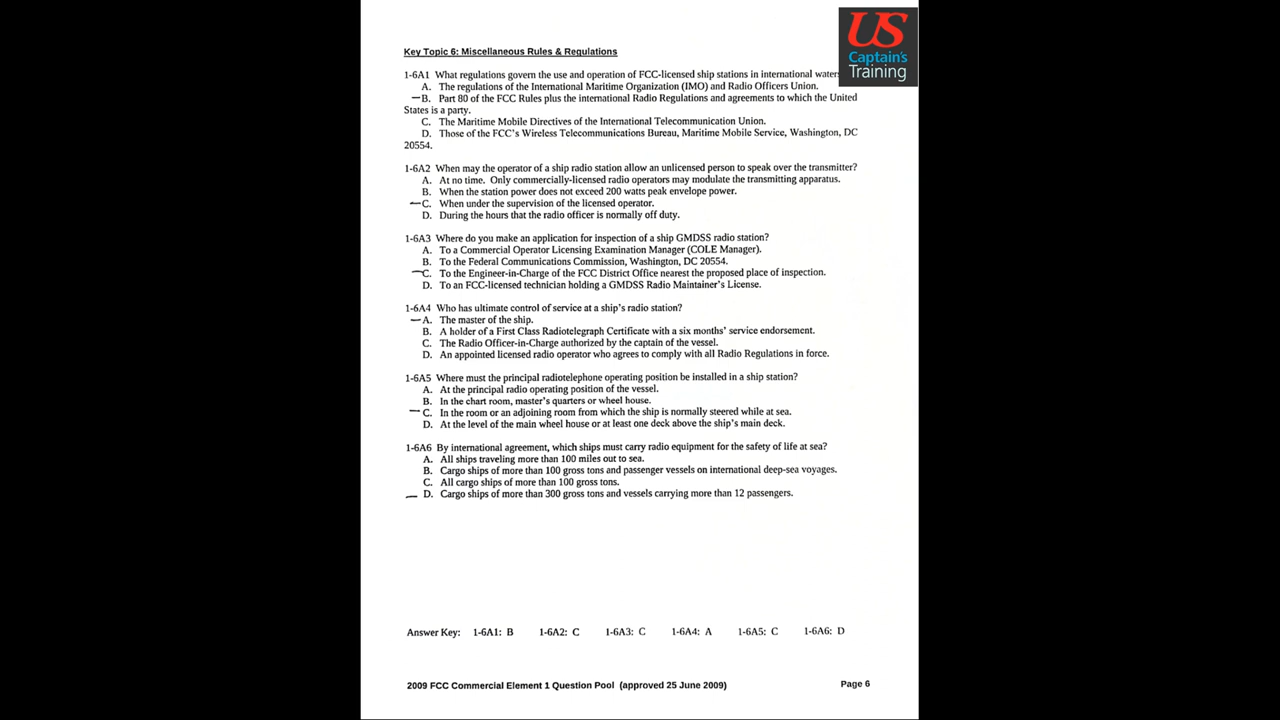 US
Captain's
Training
Key Topic 6: Miscellaneous Rules & Regulations
1-6A1 What regulations govern the use and operation of FCC-licensed ship stations in international waters
A. The regulations of the International Maritime Organization (IMO) and Radio Officers Union.
B. Part 80 of the FCC Rules plus the international Radio Regulations and agreements to which the United
States is a party.
C. The Maritime Mobile Directives of the International Telecommunication Union.
D. Those of the FCC's Wireless Telecommunications Bureau, Maritime Mobile Service, Washington, DC
20554.
1-6A2 When may the operator of a ship radio station allow an unlicensed person to speak over the transmitter?
A. At no time. Only commercially-licensed radio operators may modulate the transmitting apparatus.
B. When the station power does not exceed 200 watts peak envelope power.
C. When under the supervision of the licensed operator.
D. During the hours that the radio officer is normally off duty.
1-6A3 Where do you make an application for inspection of a ship GMDSS radio station?
A. To a Commercial Operator Licensing Examination Manager (COLE Manager).
B. To the Federal Communications Commission, Washington, DC 20554.
C. To the Engineer-in-Charge of the FCC District Office nearest the proposed place of inspection.
D. To an FCC-licensed technician holding a GMDSS Radio Maintainer's License.
1-6A4 Who has ultimate control of service at a ship's radio station?
A. The master of the ship.
B. A holder of a First Class Radiotelegraph Certificate with a six months' service endorsement.
C. The Radio Officer-in-Charge authorized by the captain of the vessel.
D. An appointed licensed radio operator who agrees to comply with all Radio Regulations in force.
1-6A5 Where must the principal radiotelephone operating position be installed in a ship station?
A. At the principal radio operating position of the vessel.
B. In the chart room, master's quarters or wheel house.
C. In the room or an adjoining room from which the ship is normally steered while at sea.
D. At the level of the main wheel house or at least one deck above the ship's main deck.
1-6A6 By international agreement, which ships must carry radio equipment for the safety of life at sea?
A. All ships traveling more than 100 miles out to sea.
B. Cargo ships of more than 100 gross tons and passenger vessels on international deep-sea voyages.
C. All cargo ships of more than 100 gross tons.
D. Cargo ships of more than 300 gross tons and vessels carrying more than 12 passengers.
Answer Key: 1-6A1: B 1-6A2: C 1-6A3: C 1-6A4: A 1-6A5: C 1-6A6: D
2009 FCC Commercial Element 1 Question Pool (approved 25 June 2009) Page 6